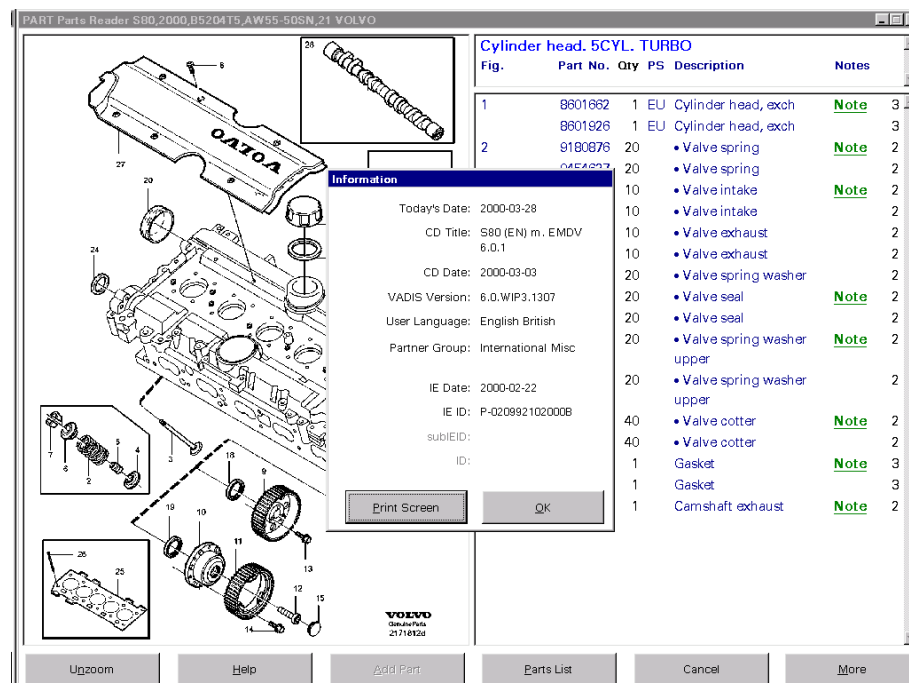 PART Parts Reader S80,2000,B5204T5,AW55-50SN,21 VOLVO
28
8
VOLVO
27
20
24
7
6
2
5
4
3
18
9
19
10
11
13
12
15
14
26
25
VOLVO
Genuine Parts
2171812d
Cylinder head. 5CYL. TURBO
Fig. Part No. Qty PS Description Notes
1 8601662 1 EU Cylinder head, exch Note 3
8601926 1 EU Cylinder head, exch 3
2 9180876 20 • Valve spring Note 2
20 • Valve spring 2
10 • Valve intake Note 2
10 • Valve intake 2
10 • Valve exhaust 2
10 • Valve exhaust 2
20 • Valve spring washer 2
20 • Valve seal Note 2
20 • Valve seal 2
20 • Valve spring washer Note 2
upper
20 • Valve spring washer 2
upper
40 • Valve cotter Note 2
40 • Valve cotter 2
1 Gasket Note 3
1 Gasket 3
1 Camshaft exhaust Note 2
Information
Today's Date: 2000-03-28
CD Title: S80 (EN) m. EMDV
6.0.1
CD Date: 2000-03-03
VADIS Version: 6.0.WIP3.1307
User Language: English British
Partner Group: International Misc
IE Date: 2000-02-22
IE ID: P-020992102000B
subIEID:
ID:
Print Screen OK
Unzoom Help Add Part Parts List Cancel More